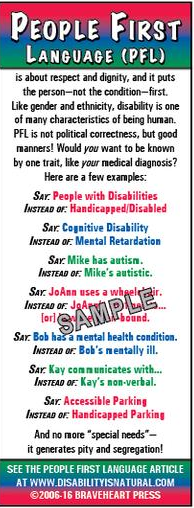 PEOPLE FIRST
LANGUAGE (PFL)
is about respect and dignity, and it puts
the person—not the condition—first.
Like gender and ethnicity, disability is one
of many characteristics of being human.
PFL is not political correctness, but good
manners! Would you want to be known
by one trait, like your medical diagnosis?
Here are a few examples:
SAY: People with Disabilities
INSTEAD OF: Handicapped/Disabled
SAY: Cognitive Disability
INSTEAD OF: Mental Retardation
SAY: Mike has autism.
INSTEAD OF: Mike's autistic.
SAY: JoAnn uses a
INSTEAD OF:
[or] bound.
SAMPLE
SAY: Bob has a mental health condition.
INSTEAD OF: Bob's mentally ill.
SAY: Kay communicates with...
INSTEAD OF: Kay's non-verbal.
SAY: Accessible Parking
INSTEAD OF: Handicapped Parking
And no more "special needs"—
it generates pity and segregation!
SEE THE PEOPLE FIRST LANGUAGE ARTICLE
AT WWW.DISABILITYISNATURAL.COM
©2006-16 BRAVEHEART PRESS